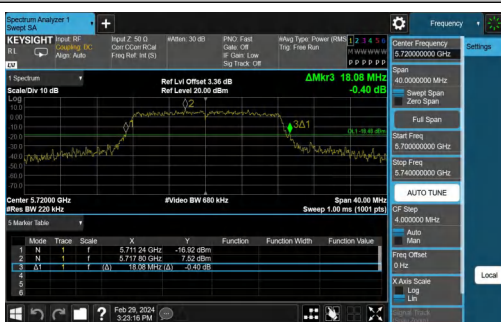 Spectrum Analyzer 1
Swept SA
Frequency
KEYSIGHT
RL
Input: RF
Coupling: DC
Align: Auto
Input Z: 50 Ω
Corr CCorr RCal
Freq Ref: Int (S)
#Atten: 30 dB
PNO: Fast
Gate: Off
IF Gain: Low
Sig Track: Off
#Avg Type: Power (RMS)
Trig: Free Run
1 2 3 4 5 6
M W W W W W
P P P P P P
Center Frequency
5.720000000 GHz
Settings
Span
40.0000000 MHz
Swept Span
Zero Span
Full Span
Start Freq
5.700000000 GHz
Stop Freq
5.740000000 GHz
AUTO TUNE
CF Step
4.000000 MHz
Auto
Man
Freq Offset
0 Hz
X Axis Scale
Log
Lin
Local
Signal Track
1 Spectrum
Scale/Div 10 dB
Ref Lvl Offset 3.36 dB
Ref Level 20.00 dBm
ΔMkr3 18.08 MHz
-0.40 dB
Log
10.0
0.00
-10.0
-20.0
-30.0
-40.0
-50.0
-60.0
-70.0
2
3Δ1
Center 5.72000 GHz
#Res BW 220 kHz
#Video BW 680 kHz
Span 40.00 MHz
Sweep 1.00 ms (1001 pts)
5 Marker Table
Mode Trace Scale X Y Function Function Width Function Value
1 N 1 f 5.711 24 GHz -16.92 dBm
2 N 1 f 5.717 80 GHz 7.52 dBm
3 Δ1 1 f (Δ) 18.08 MHz (Δ) -0.40 dB
4
5
6
Feb 29, 2024
3:23:16 PM